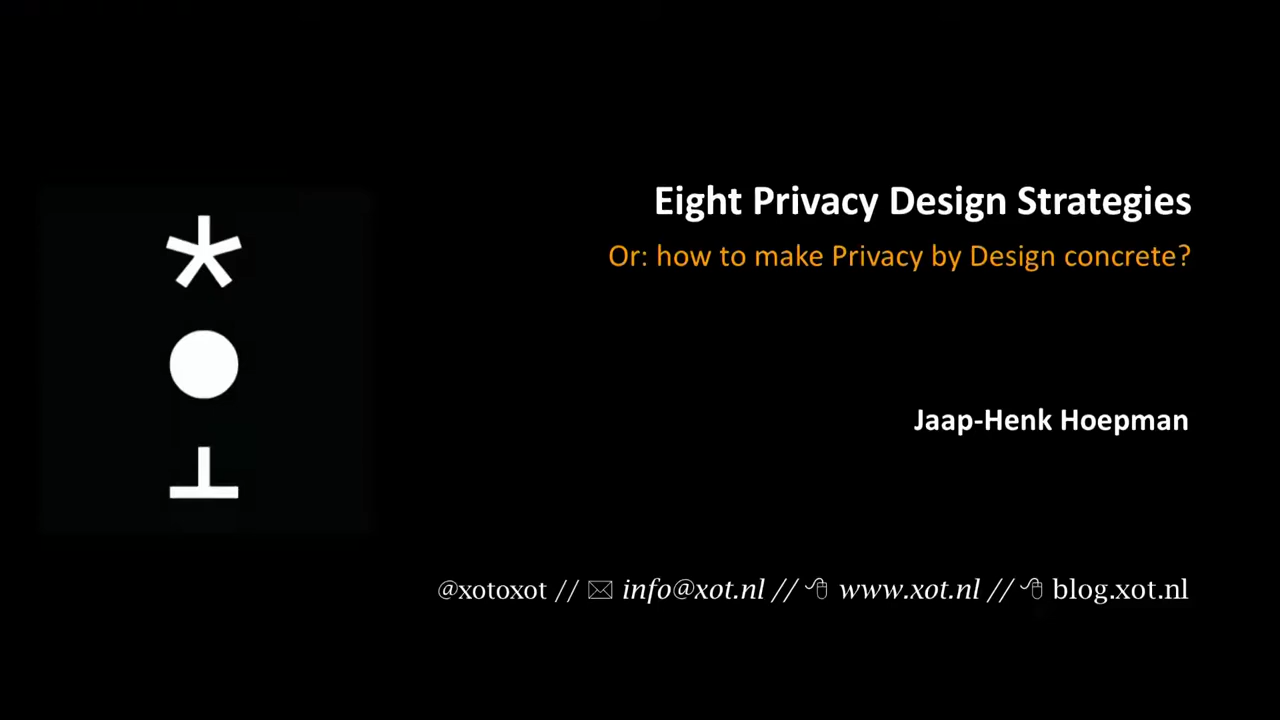 Eight Privacy Design Strategies
Or: how to make Privacy by Design concrete?
Jaap-Henk Hoepman
@xotoxot // ✉ info@xot.nl // 🖰 www.xot.nl // 🖰 blog.xot.nl